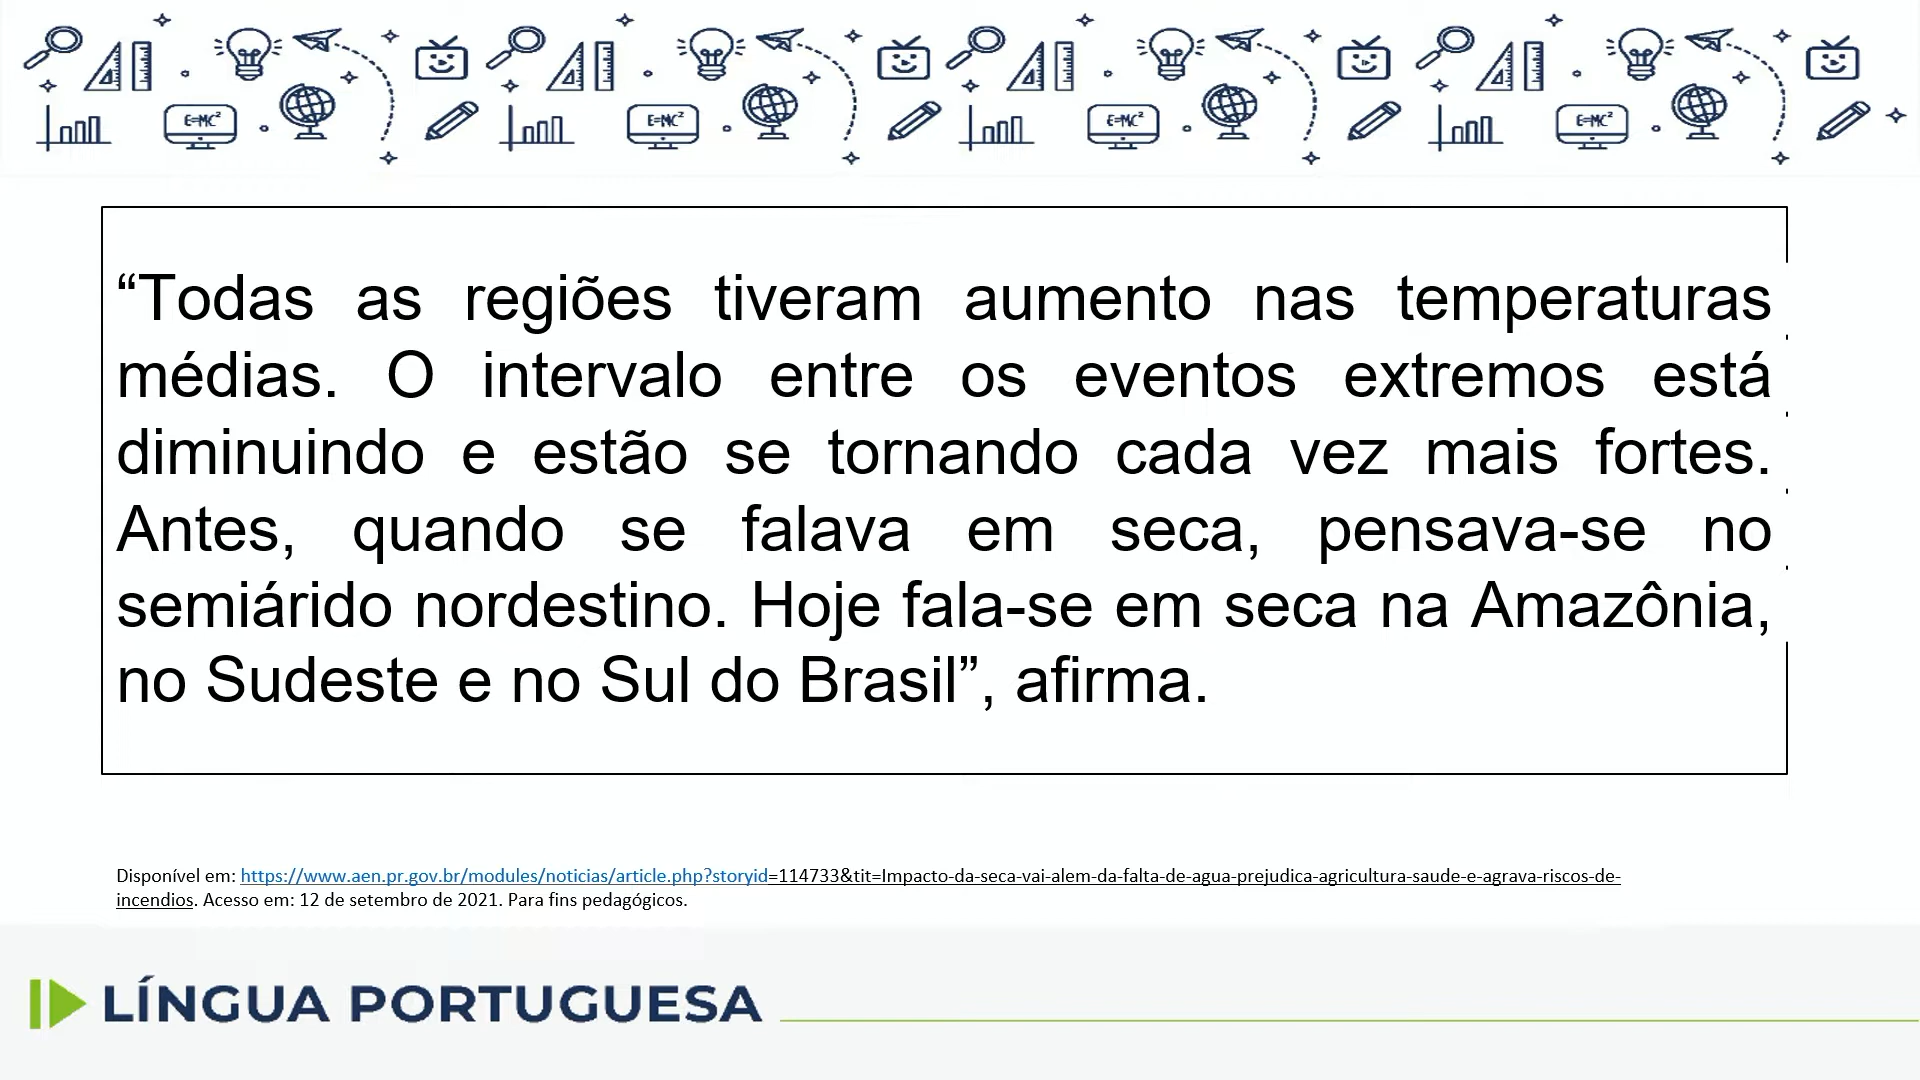 E=MC²
E=MC²
E=MC²
E=MC²
“Todas as regiões tiveram aumento nas temperaturas
médias. O intervalo entre os eventos extremos está
diminuindo e estão se tornando cada vez mais fortes.
Antes, quando se falava em seca, pensava-se no
semiárido nordestino. Hoje fala-se em seca na Amazônia,
no Sudeste e no Sul do Brasil”, afirma.
Disponível em: https://www.aen.pr.gov.br/modules/noticias/article.php?storyid=114733&tit=Impacto-da-seca-vai-alem-da-falta-de-agua-prejudica-agricultura-saude-e-agrava-riscos-de-
incendios. Acesso em: 12 de setembro de 2021. Para fins pedagógicos.
LÍNGUA PORTUGUESA